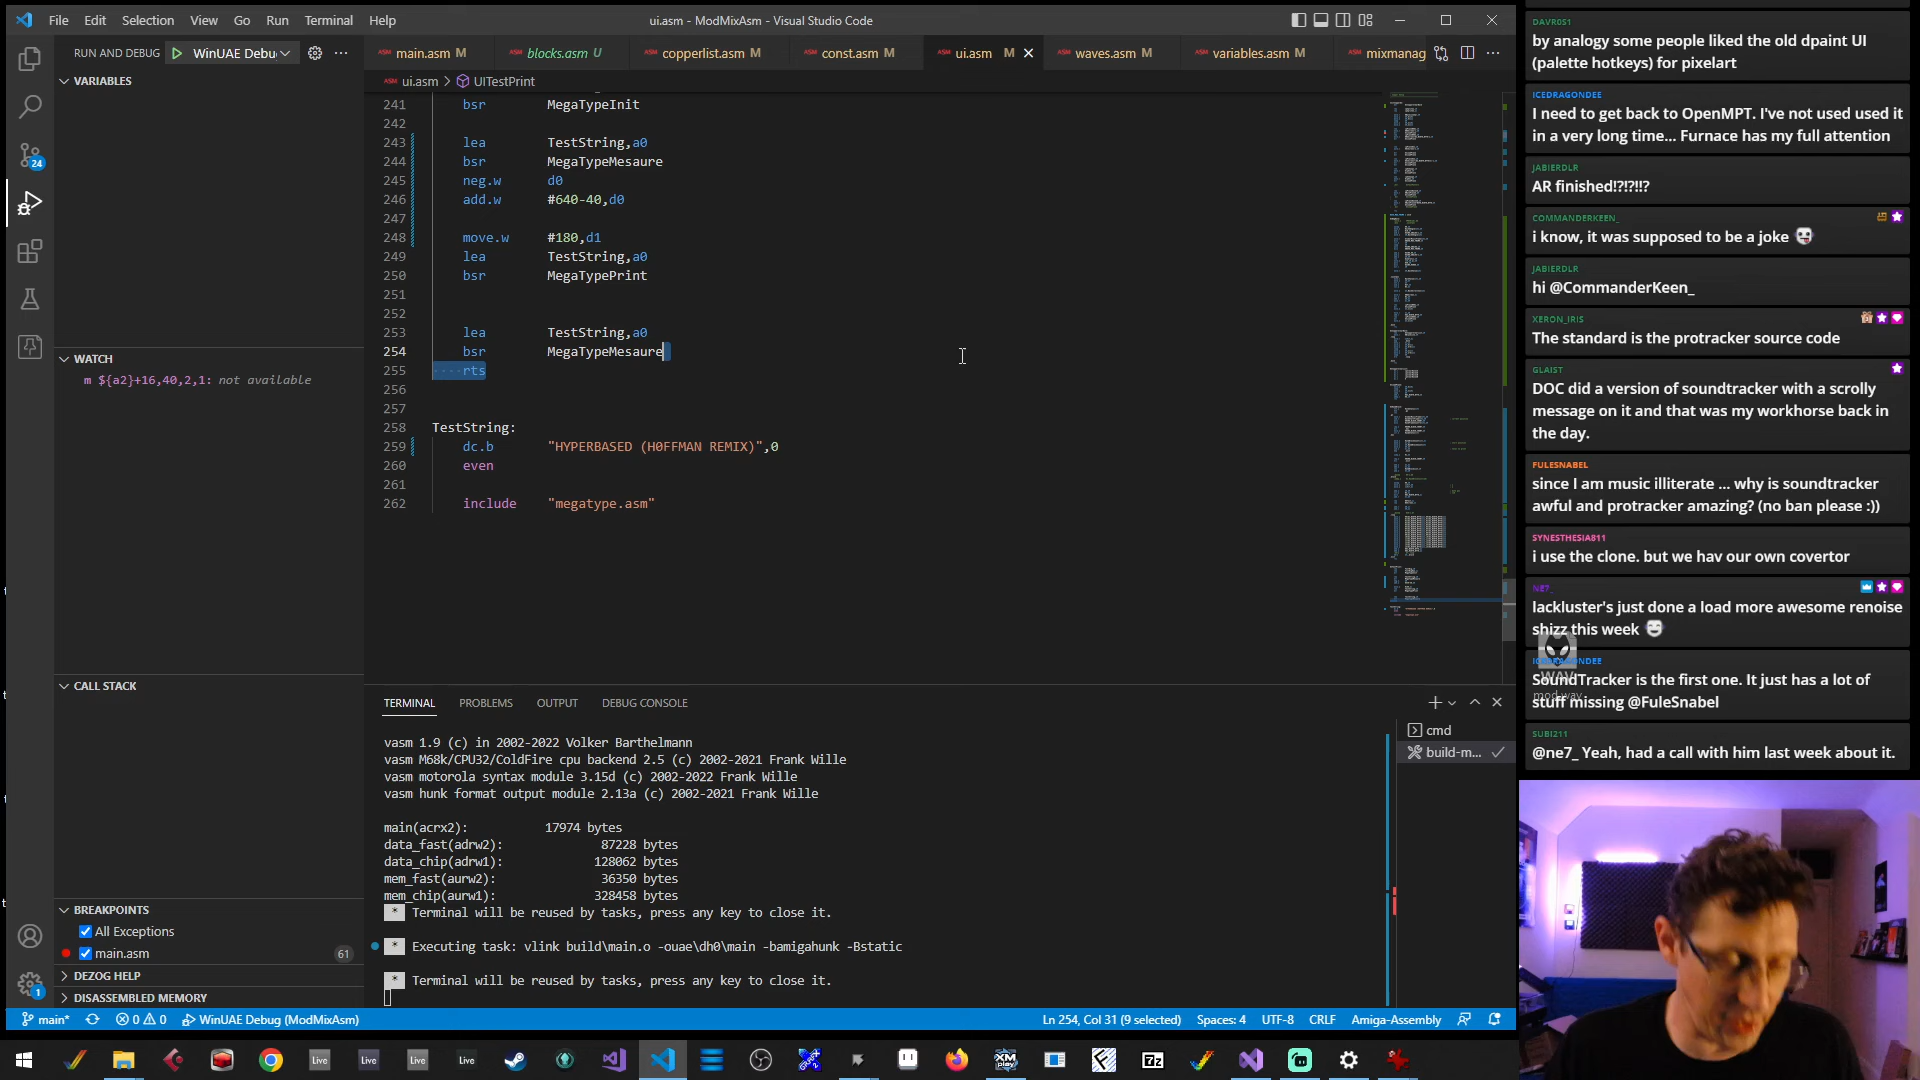 File Edit Selection View Go Run Terminal Help
ui.asm - ModMixAsm - Visual Studio Code
RUN AND DEBUG WinUAE Debu
main.asm M blocks.asm U copperlist.asm M const.asm M ui.asm M waves.asm M variables.asm M mixmanag
VARIABLES
ui.asm > UITestPrint
241 bsr MegaTypeInit
242
243 lea TestString,a0
244 bsr MegaTypeMesaure
245 neg.w d0
246 add.w #640-40,d0
247
248 move.w #180,d1
249 lea TestString,a0
250 bsr MegaTypePrint
251
252
253 lea TestString,a0
254 bsr MegaTypeMesaure
255 rts
256
257
258 TestString:
259 dc.b "HYPERBASED (H0FFMAN REMIX)",0
260 even
261
262 include "megatype.asm"
24
WATCH
m ${a2}+16,40,2,1: not available
CALL STACK
BREAKPOINTS
All Exceptions
main.asm 61
DEZOG HELP
DISASSEMBLED MEMORY
1
TERMINAL PROBLEMS OUTPUT DEBUG CONSOLE
cmd
build-m...
vasm 1.9 (c) in 2002-2022 Volker Barthelmann
vasm M68k/CPU32/ColdFire cpu backend 2.5 (c) 2002-2021 Frank Wille
vasm motorola syntax module 3.15d (c) 2002-2022 Frank Wille
vasm hunk format output module 2.13a (c) 2002-2021 Frank Wille
main(acrx2): 17974 bytes
data_fast(adrw2): 87228 bytes
data_chip(adrw1): 128062 bytes
mem_fast(aurw2): 36350 bytes
mem_chip(aurw1): 328458 bytes
* Terminal will be reused by tasks, press any key to close it.
* Executing task: vlink build\main.o -ouae\dh0\main -bamigahunk -Bstatic
* Terminal will be reused by tasks, press any key to close it.
main* 0 0 WinUAE Debug (ModMixAsm)
Ln 254, Col 31 (9 selected) Spaces: 4 UTF-8 CRLF Amiga-Assembly
Live Live Live Live
XM play
7z
DAVR0S1
by analogy some people liked the old dpaint UI
(palette hotkeys) for pixelart
ICEDRAGONDEE
I need to get back to OpenMPT. I've not used used it
in a very long time... Furnace has my full attention
JABIERDLR
AR finished!?!?!!?
COMMANDERKEEN_
i know, it was supposed to be a joke
JABIERDLR
hi @CommanderKeen_
XERON_IRIS
The standard is the protracker source code
GLAIST
DOC did a version of soundtracker with a scrolly
message on it and that was my workhorse back in
the day.
FULESNABEL
since I am music illiterate ... why is soundtracker
awful and protracker amazing? (no ban please :))
SYNESTHESIA811
i use the clone. but we hav our own covertor
NE7_
lackluster's just done a load more awesome renoise
shizz this week
ICEDRAGONDEE
SoundTracker is the first one. It just has a lot of
stuff missing @FuleSnabel
WAV
mod.wav
SUBI211
@ne7_ Yeah, had a call with him last week about it.